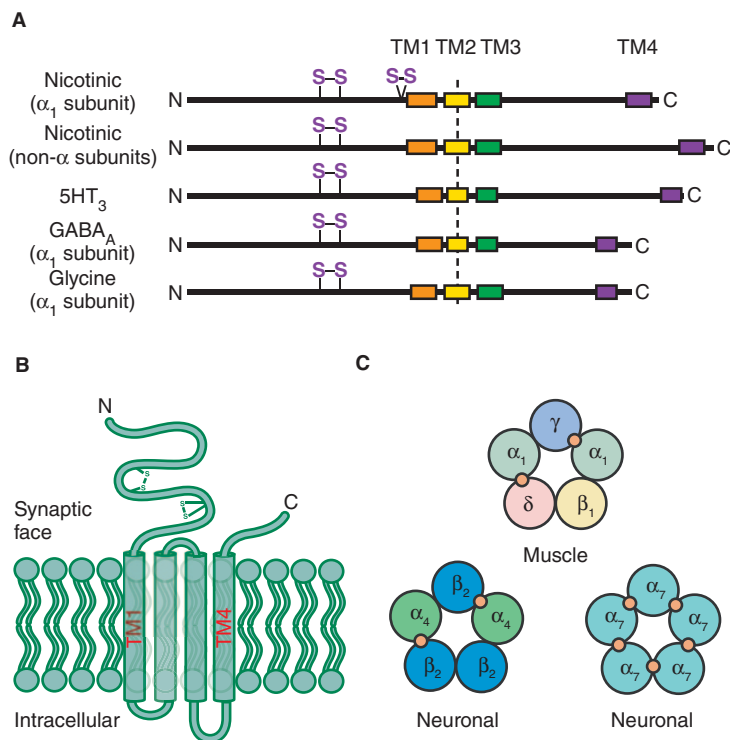 A
TM1 TM2 TM3 TM4
S–S S-S
Nicotinic
(α₁ subunit)
N C
S–S
Nicotinic
(non-α subunits)
N C
S–S
5HT₃
N C
S–S
GABA_A
(α₁ subunit)
N C
S–S
Glycine
(α₁ subunit)
N C
B
N
S
S
S
S
C
Synaptic
face
TM1
TM4
Intracellular
C
γ
α₁ α₁
δ β₁
Muscle
β₂
α₄ α₄
β₂ β₂
Neuronal
α₇ α₇
α₇
α₇ α₇
Neuronal